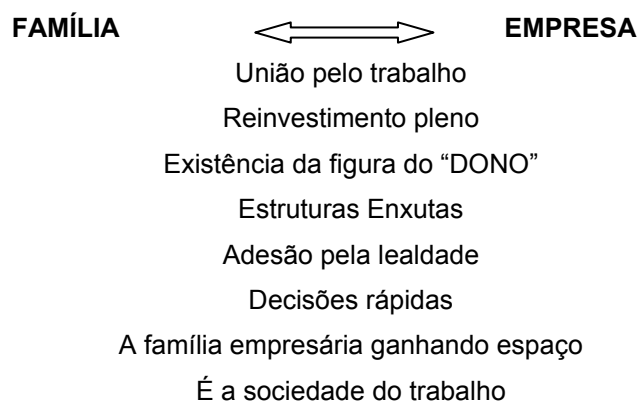 FAMÍLIA EMPRESA
União pelo trabalho
Reinvestimento pleno
Existência da figura do “DONO”
Estruturas Enxutas
Adesão pela lealdade
Decisões rápidas
A família empresária ganhando espaço
É a sociedade do trabalho